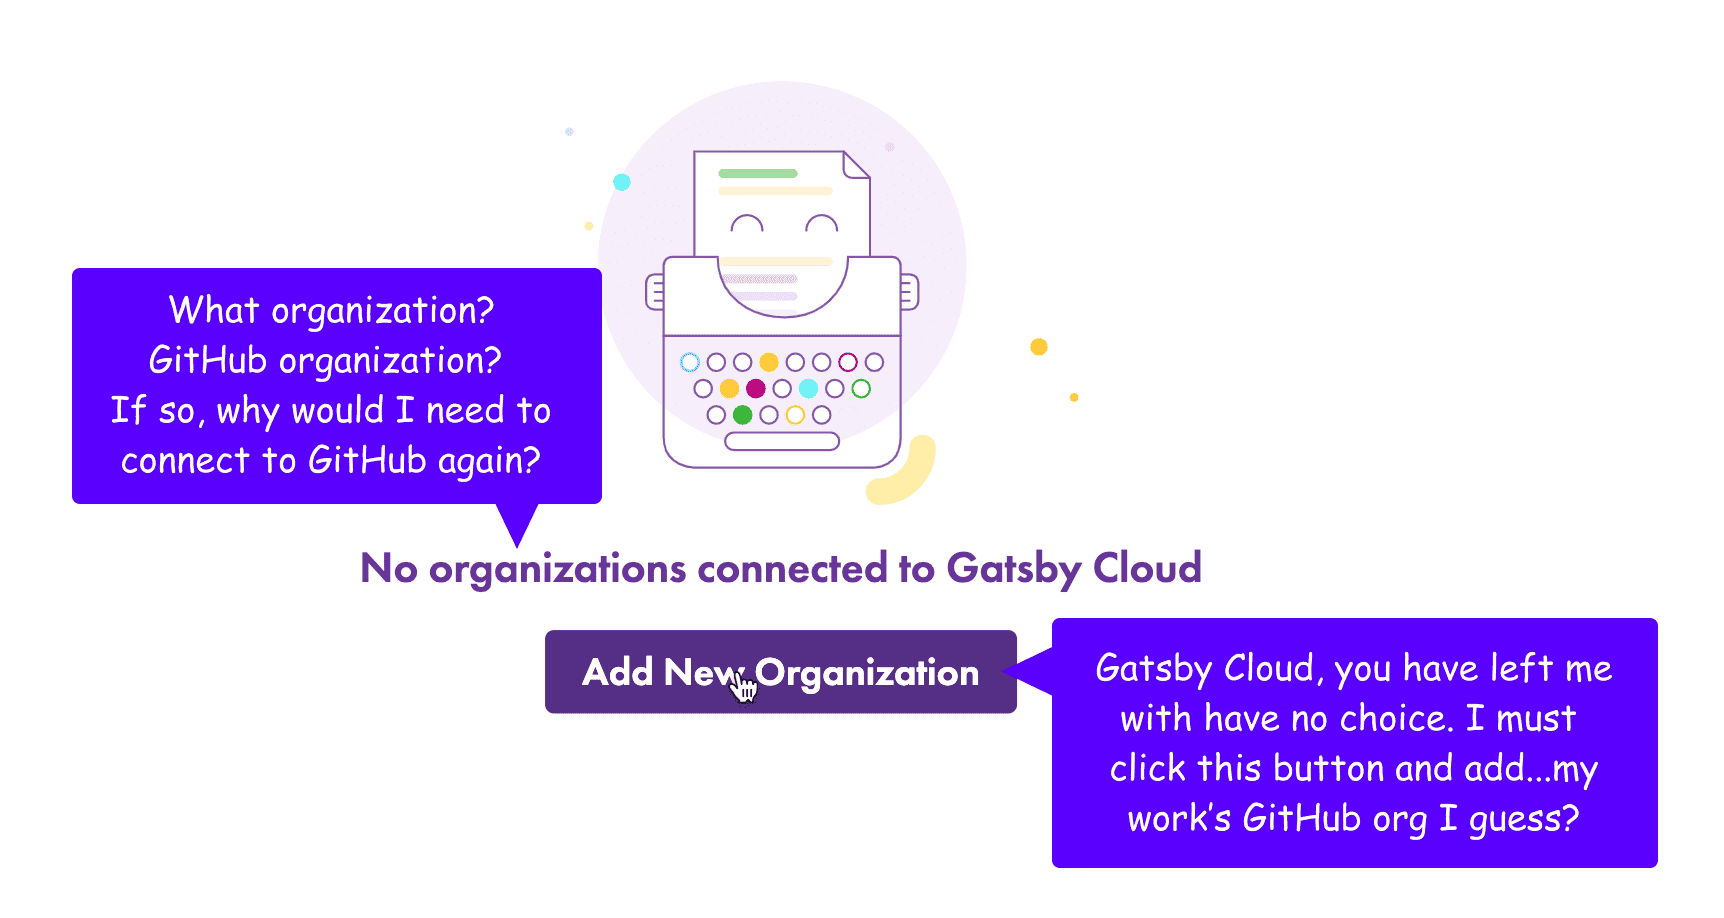 What organization?
GitHub organization?
If so, why would I need to
connect to GitHub again?
No organizations connected to Gatsby Cloud
Add New Organization
Gatsby Cloud, you have left me
with have no choice. I must
click this button and add...my
work's GitHub org I guess?